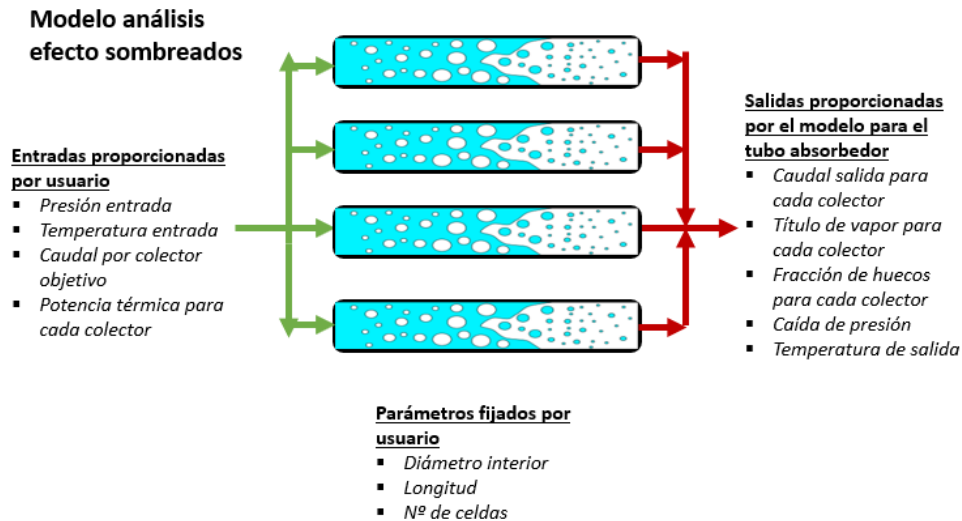 Modelo análisis
efecto sombreados
Entradas proporcionadas
por usuario
▪ Presión entrada
▪ Temperatura entrada
▪ Caudal por colector
objetivo
▪ Potencia térmica para
cada colector
Salidas proporcionadas
por el modelo para el
tubo absorbedor
▪ Caudal salida para
cada colector
▪ Título de vapor para
cada colector
▪ Fracción de huecos
para cada colector
▪ Caída de presión
▪ Temperatura de salida
Parámetros fijados por
usuario
▪ Diámetro interior
▪ Longitud
▪ Nº de celdas